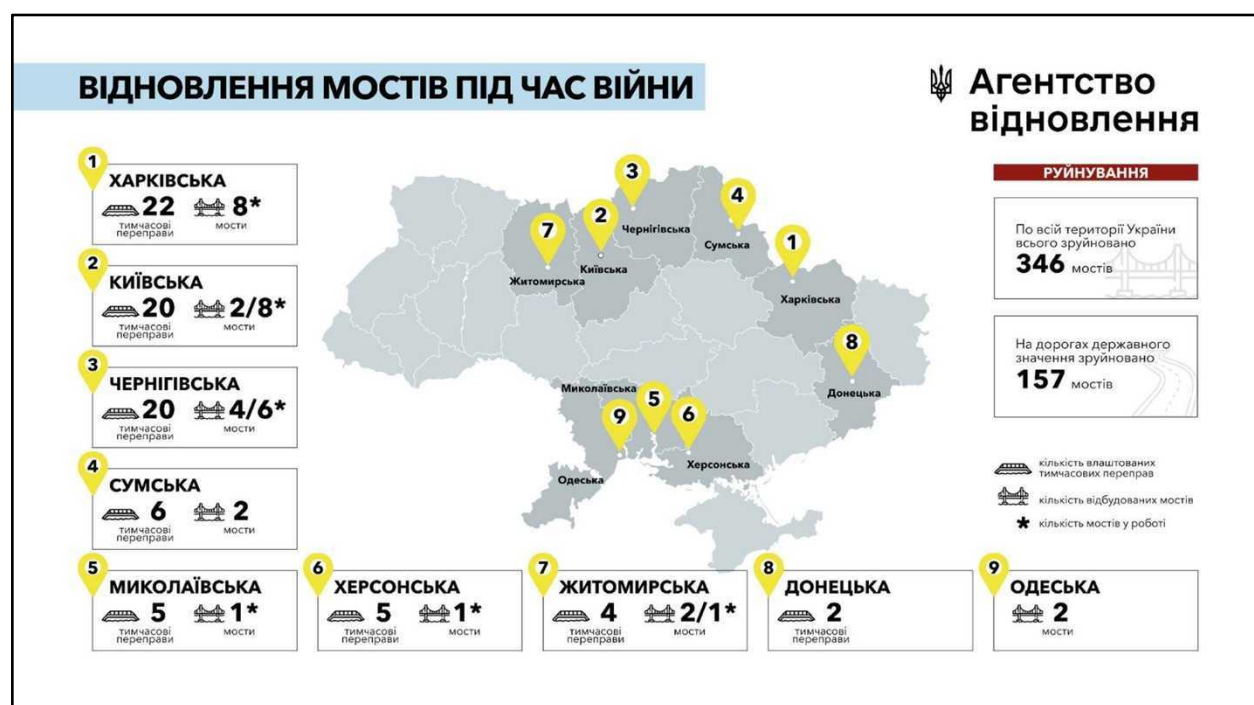 ВІДНОВЛЕННЯ МОСТІВ ПІД ЧАС ВІЙНИ
Агентство
відновлення
1
ХАРКІВСЬКА
22 8*
тимчасові мости
переправи
2
КИЇВСЬКА
20 2/8*
тимчасові мости
переправи
3
ЧЕРНІГІВСЬКА
20 4/6*
тимчасові мости
переправи
4
СУМСЬКА
6 2
тимчасові мости
переправи
5
МИКОЛАЇВСЬКА
5 1*
тимчасові мости
переправи
6
ХЕРСОНСЬКА
5 1*
тимчасові мости
переправи
7
ЖИТОМИРСЬКА
4 2/1*
тимчасові мости
переправи
8
ДОНЕЦЬКА
2
тимчасові
переправи
9
ОДЕСЬКА
2
мости
3
4
2
7
Чернігівська
1
Сумська
Київська
Житомирська
Харківська
8
Миколаївська
Донецька
5
9
6
Херсонська
Одеська
РУЙНУВАННЯ
По всій території України
всього зруйновано
346 мостів
На дорогах державного
значення зруйновано
157 мостів
кількість влаштованих
тимчасових переправ
кількість відбудованих мостів
* кількість мостів у роботі